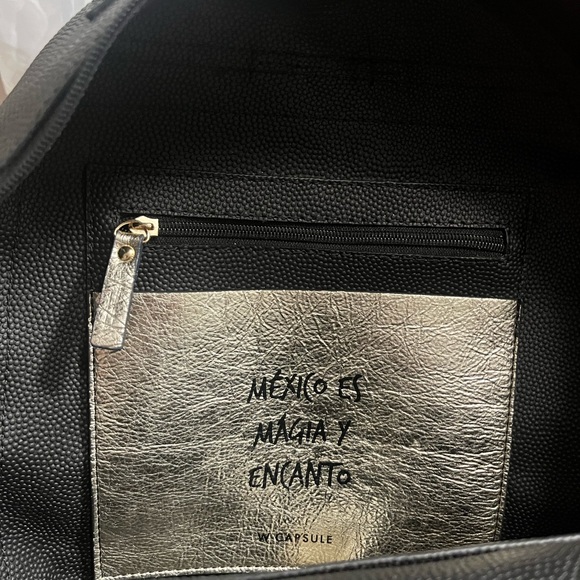 MÉXICO ES
MAGIA Y
ENCANTO
W CAPSULE